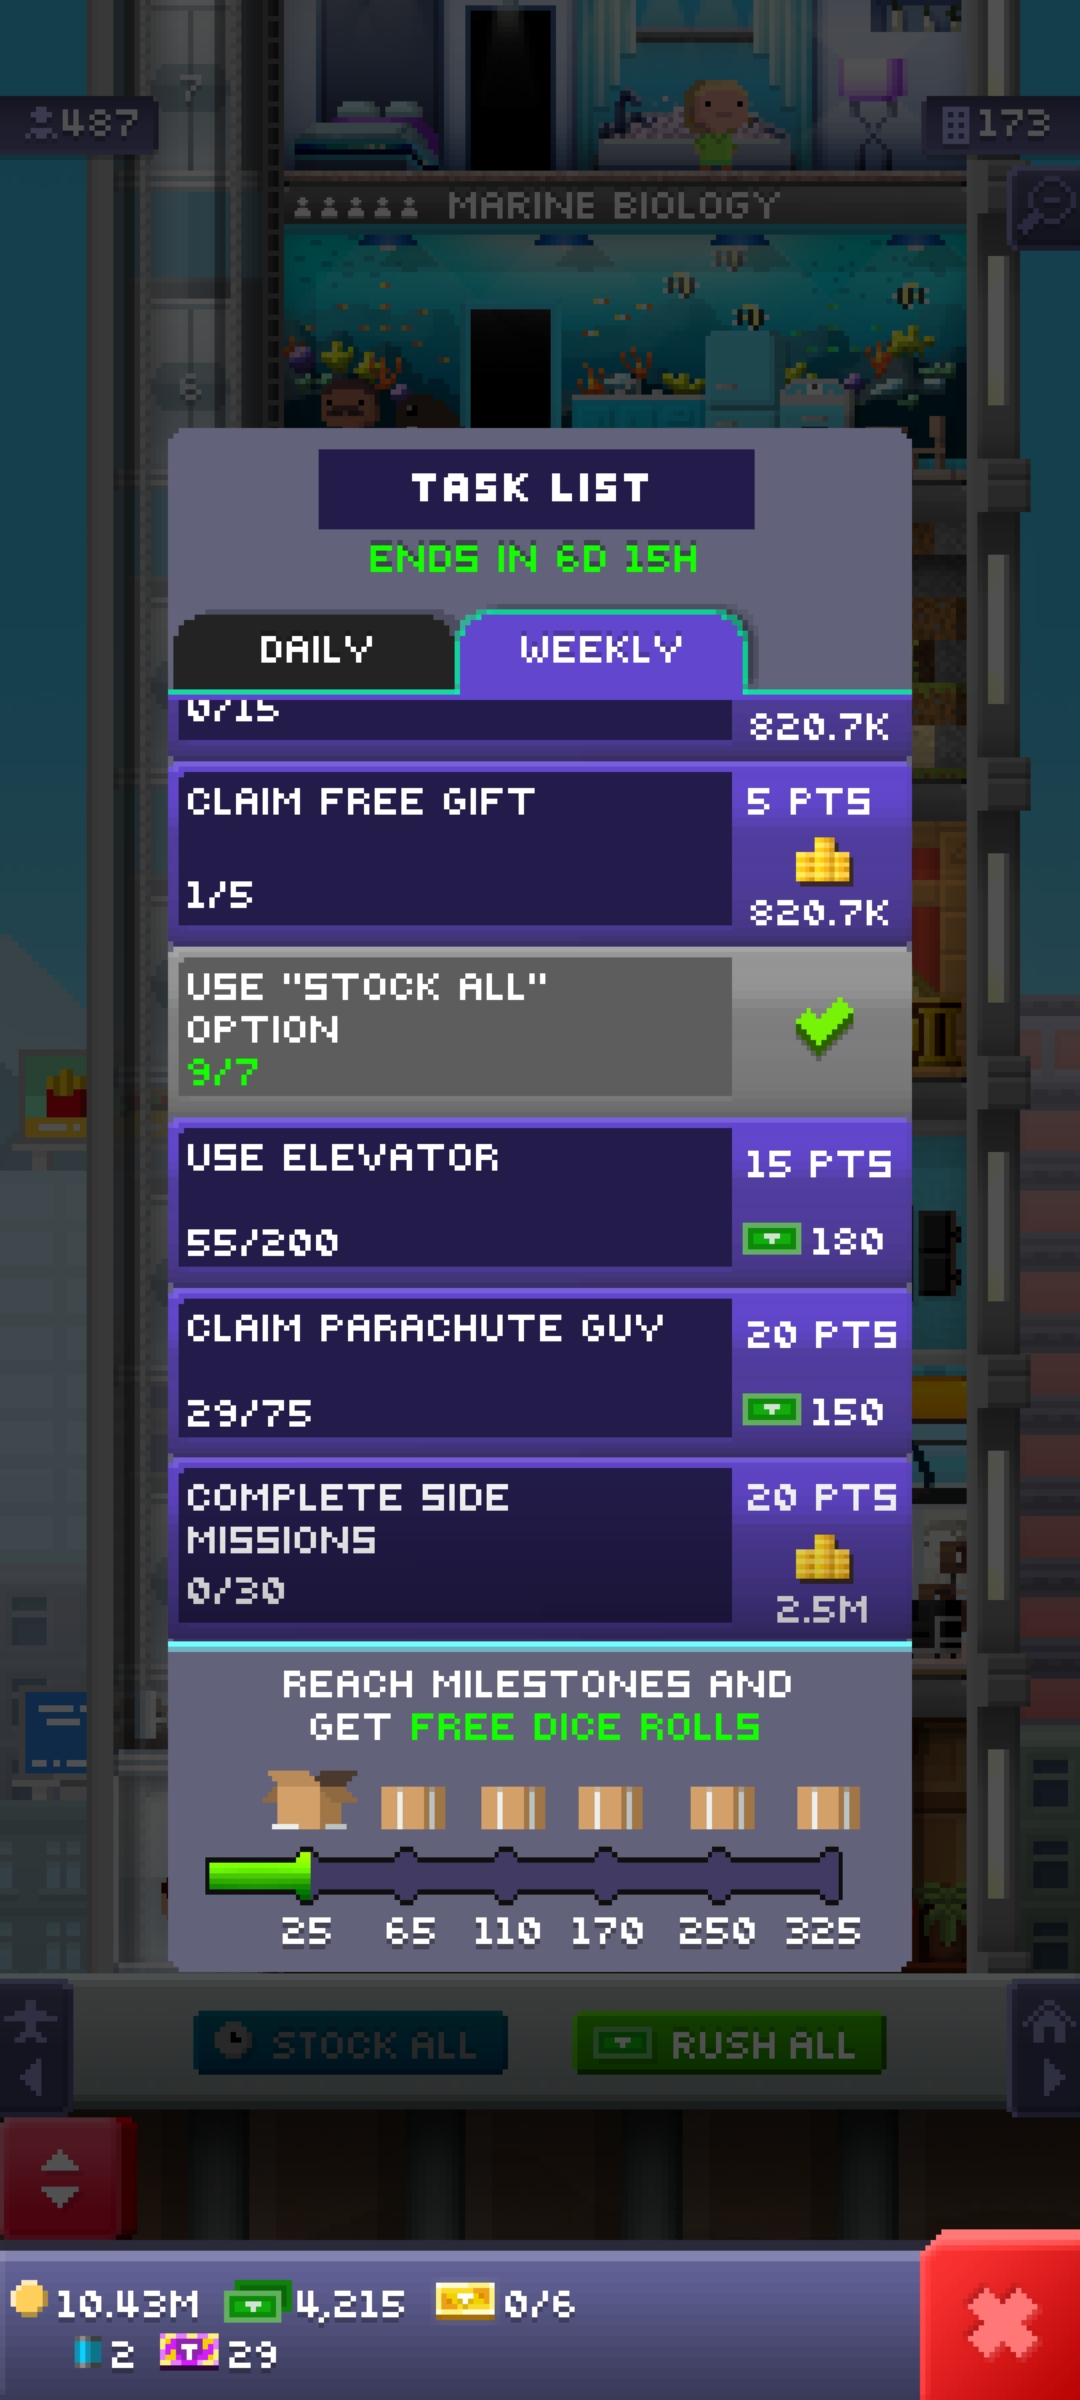 7
487
173
MARINE BIOLOGY
6
TASK LIST
ENDS IN 6D 15H
DAILY
WEEKLY
0/15
820.7K
CLAIM FREE GIFT
5 PTS
1/5
820.7K
USE "STOCK ALL"
OPTION
9/7
USE ELEVATOR
15 PTS
55/200
180
CLAIM PARACHUTE GUY
20 PTS
29/75
150
COMPLETE SIDE
MISSIONS
20 PTS
0/30
2.5M
REACH MILESTONES AND
GET FREE DICE ROLLS
25 65 110 170 250 325
STOCK ALL
RUSH ALL
10.43M 4,215 0/6
2 29